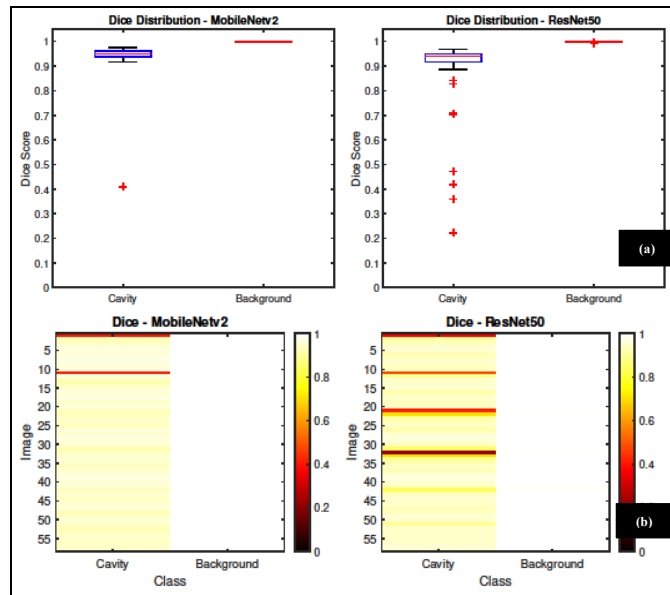 Dice Distribution - MobileNetv2
Dice Distribution - ResNet50
1
0.9
0.8
0.7
0.6
0.5
0.4
0.3
0.2
0.1
0
Dice Score
Cavity
Background
1
0.9
0.8
0.7
0.6
0.5
0.4
0.3
0.2
0.1
0
Dice Score
Cavity
Background
(a)
Dice - MobileNetv2
Dice - ResNet50
5
10
15
20
25
30
35
40
45
50
55
Image
Cavity
Background
Class
1
0.8
0.6
0.4
0.2
0
5
10
15
20
25
30
35
40
45
50
55
Image
Cavity
Background
Class
1
0.8
0.6
0.4
0.2
0
(b)